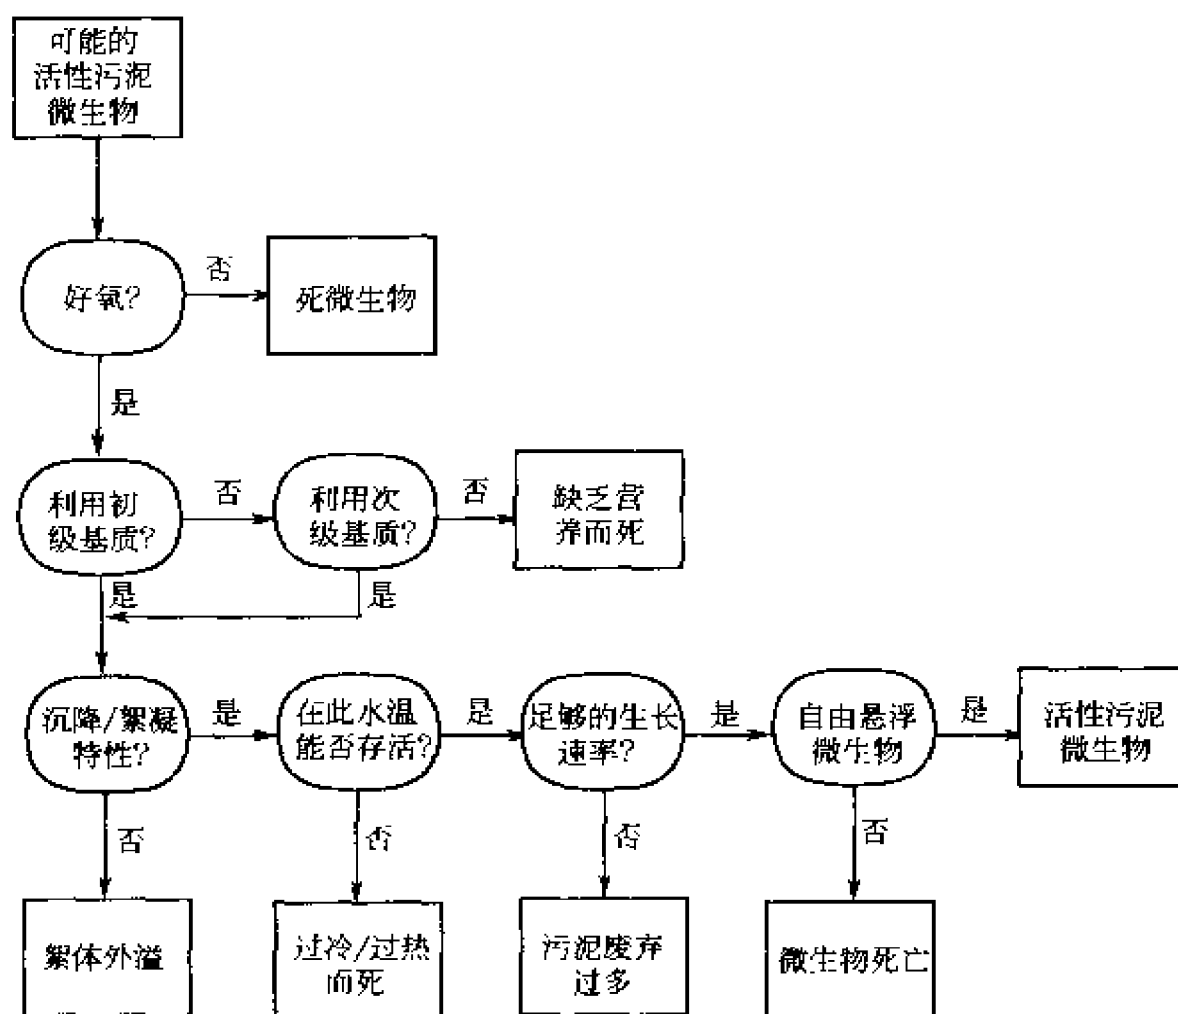 可能的
活性污泥
微生物
好氧?
否
死微生物
是
利用初
级基质?
否
利用次
级基质?
否
缺乏营
养而死
是
是
沉降/絮凝
特性?
是
在此水温
能否存活?
是
足够的生长
速率?
是
自由悬浮
微生物
是
活性污泥
微生物
否
否
否
否
絮体外溢
过冷/过热
而死
污泥废弃
过多
微生物死亡